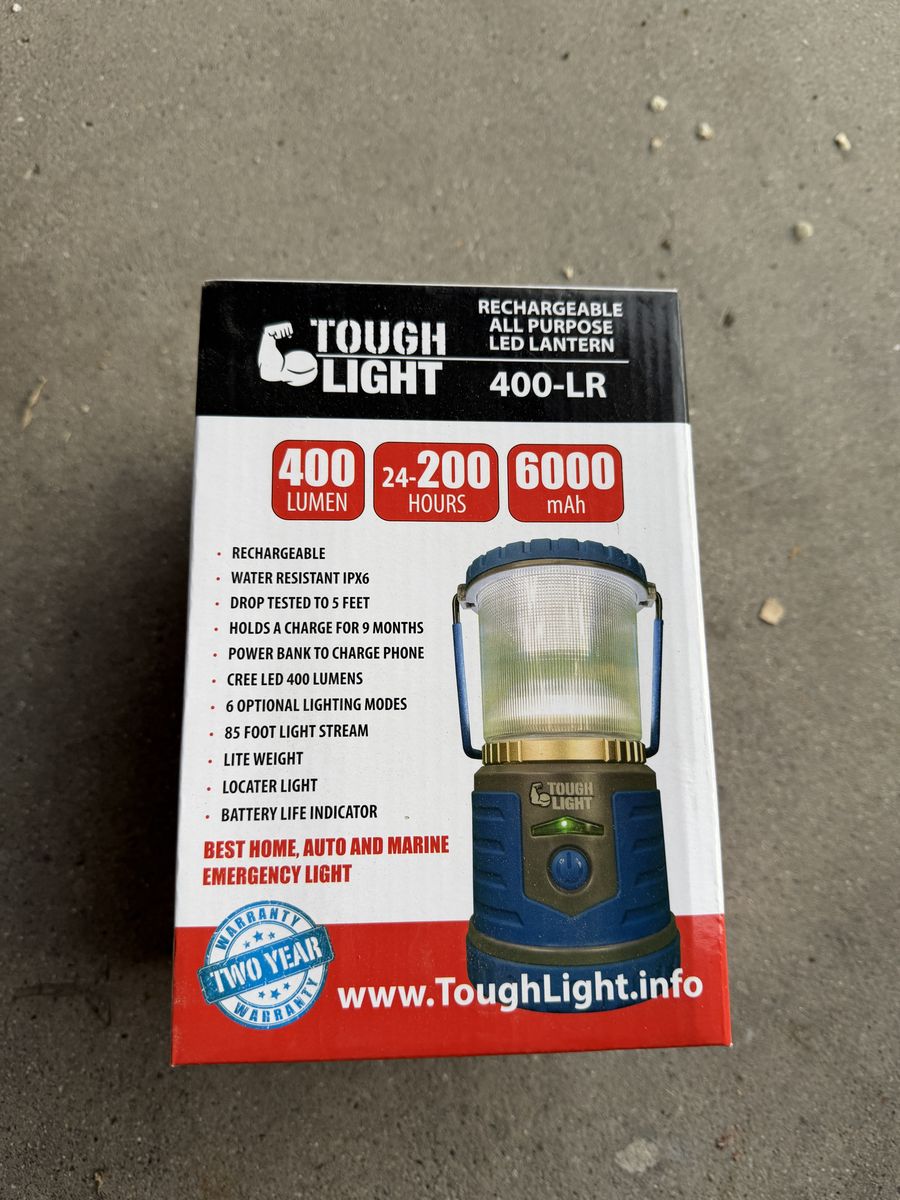 TOUGH
LIGHT
RECHARGEABLE
ALL PURPOSE
LED LANTERN
400-LR
400
LUMEN
24-200
HOURS
6000
mAh
• RECHARGEABLE
• WATER RESISTANT IPX6
• DROP TESTED TO 5 FEET
• HOLDS A CHARGE FOR 9 MONTHS
• POWER BANK TO CHARGE PHONE
• CREE LED 400 LUMENS
• 6 OPTIONAL LIGHTING MODES
• 85 FOOT LIGHT STREAM
• LITE WEIGHT
• LOCATER LIGHT
• BATTERY LIFE INDICATOR
TOUGH
LIGHT
BEST HOME, AUTO AND MARINE
EMERGENCY LIGHT
WARRANTY
TWO YEAR
WARRANTY
www.ToughLight.info